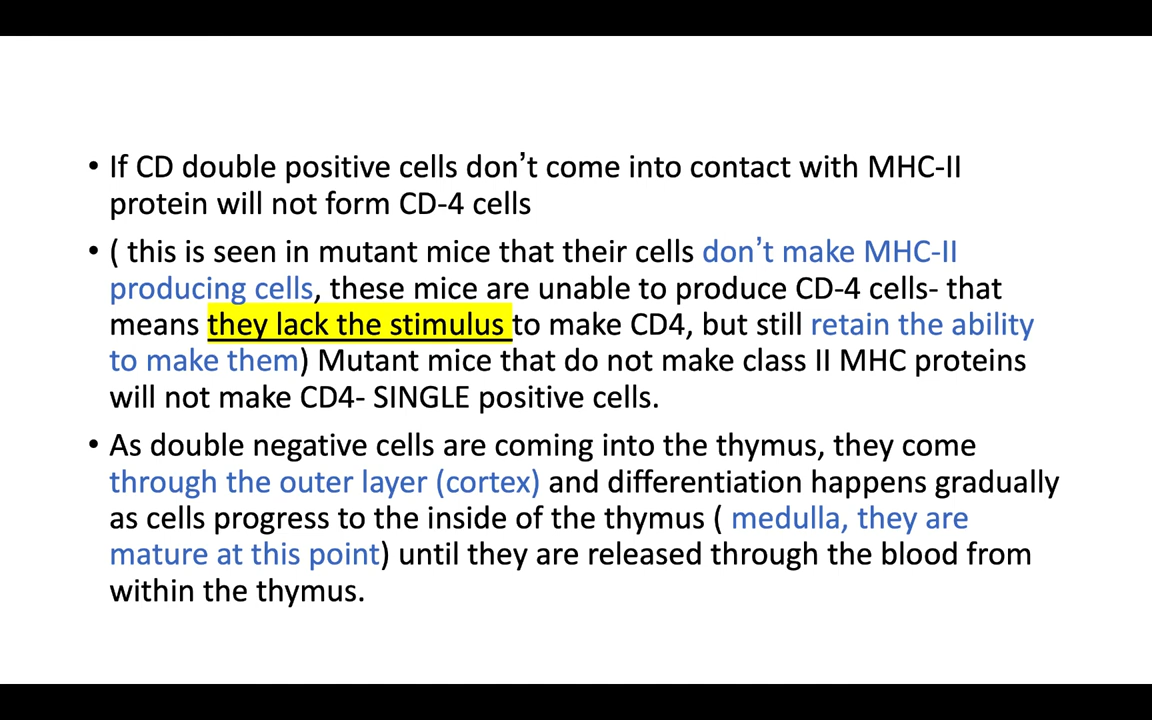 • If CD double positive cells don’t come into contact with MHC-II
protein will not form CD-4 cells
• ( this is seen in mutant mice that their cells don’t make MHC-II
producing cells, these mice are unable to produce CD-4 cells- that
means they lack the stimulus to make CD4, but still retain the ability
to make them) Mutant mice that do not make class II MHC proteins
will not make CD4- SINGLE positive cells.
• As double negative cells are coming into the thymus, they come
through the outer layer (cortex) and differentiation happens gradually
as cells progress to the inside of the thymus ( medulla, they are
mature at this point) until they are released through the blood from
within the thymus.